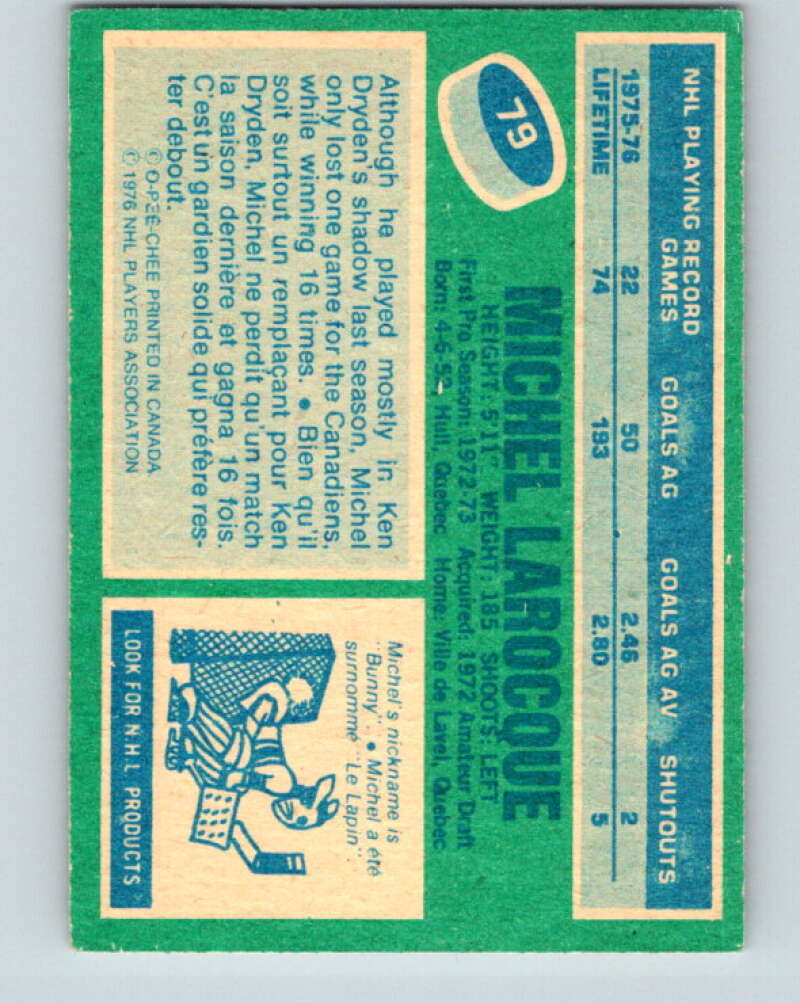 NHL PLAYING RECORD
GAMES GOALS AG GOALS AG AV SHUTOUTS
1975-76 22 50 2.46 2
LIFETIME 74 193 2.80 5
79
MICHEL LAROCQUE
HEIGHT: 5'11" WEIGHT: 185 SHOOTS: LEFT
First Pro Season: 1972-73 Acquired: 1972 Amateur Draft
Born: 4-6-52 Hull, Quebec Home: Ville de Lavel, Quebec
Although he played mostly in Ken
Dryden's shadow last season, Michel
only lost one game for the Canadiens,
while winning 16 times. • Bien qu'il
soit surtout un remplaçant pour Ken
Dryden, Michel ne perdit qu'un match
la saison dernière et gagna 16 fois.
C'est un gardien solide qui préfère res-
ter debout.
© O-PEE-CHEE PRINTED IN CANADA
© 1976 NHL PLAYERS ASSOCIATION
Michel's nickname is
"Bunny". • Michel a été
surnommé "Le Lapin".
LOOK FOR N.H.L. PRODUCTS